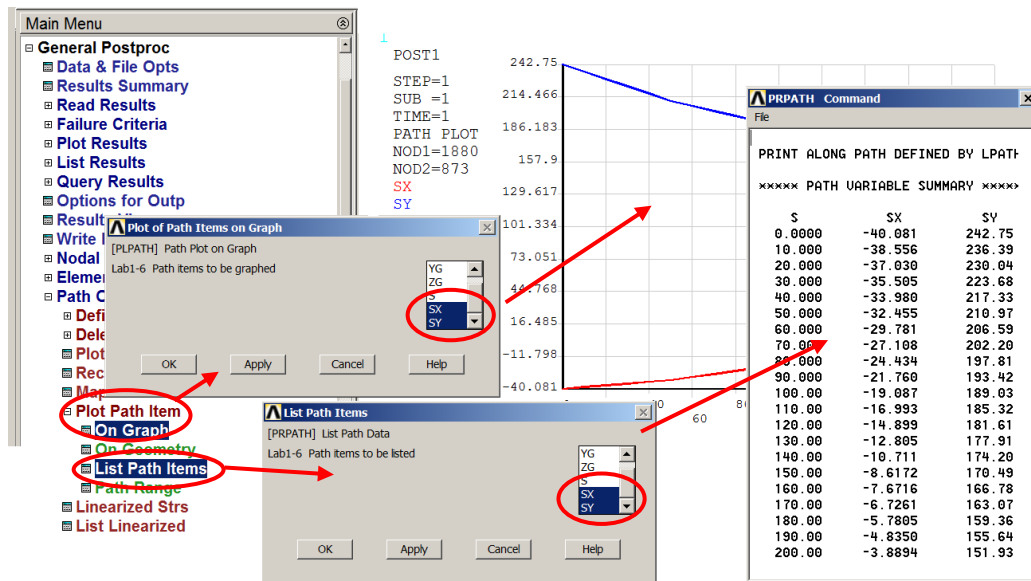 Main Menu
General Postproc
Data & File Opts
Results Summary
Read Results
Failure Criteria
Plot Results
List Results
Query Results
Options for Outp
Write
Nodal
Path
Plot
Plot Path Item
On Graph
On Geometry
List Path Items
Path Range
Linearized Strs
List Linearized
POST1
STEP=1
SUB =1
TIME=1
PATH PLOT
NOD1=1880
NOD2=873
SX
SY
242.75
214.466
186.183
157.9
129.617
101.334
73.051
44.768
16.485
-11.798
-40.081
60
Plot of Path Items on Graph
[PLPATH] Path Plot on Graph
Lab1-6 Path items to be graphed
YG
ZG
S
SX
SY
OK
Apply
Cancel
Help
List Path Items
[PRPATH] List Path Data
Lab1-6 Path items to be listed
YG
ZG
S
SX
SY
OK
Apply
Cancel
Help
PRPATH Command
File
PRINT ALONG PATH DEFINED BY LPATH
***** PATH VARIABLE SUMMARY *****
S SX SY
0.0000 -40.081 242.75
10.000 -38.556 236.39
20.000 -37.030 230.04
30.000 -35.505 223.68
40.000 -33.980 217.33
50.000 -32.455 210.97
60.000 -29.781 206.59
70.000 -27.108 202.20
80.000 -24.434 197.81
90.000 -21.760 193.42
100.00 -19.087 189.03
110.00 -16.993 185.32
120.00 -14.899 181.61
130.00 -12.805 177.91
140.00 -10.711 174.20
150.00 -8.6172 170.49
160.00 -7.6716 166.78
170.00 -6.7261 163.07
180.00 -5.7805 159.36
190.00 -4.8350 155.64
200.00 -3.8894 151.93